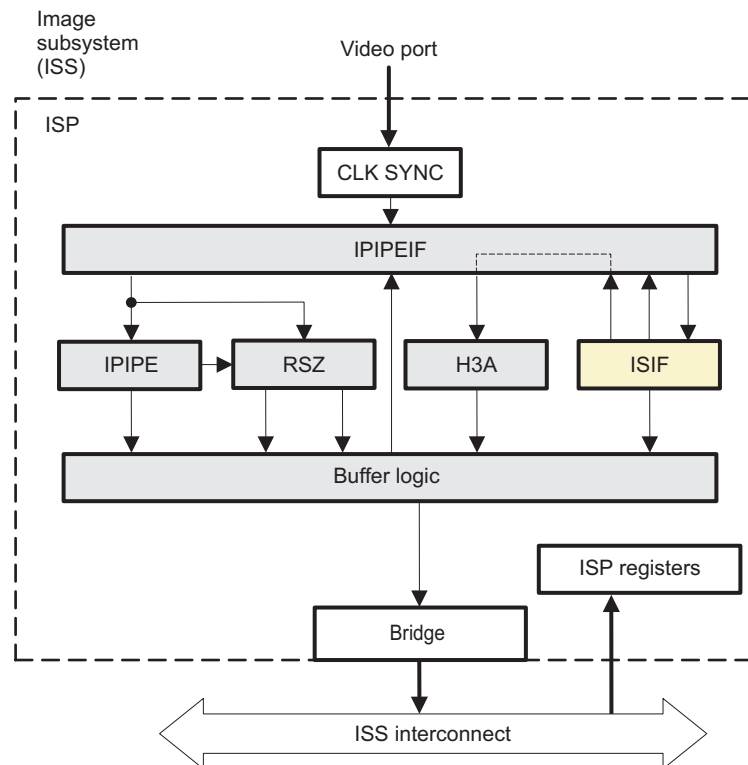 Image
subsystem
(ISS)
Video port
ISP
CLK SYNC
IPIPEIF
IPIPE
RSZ
H3A
ISIF
Buffer logic
ISP registers
Bridge
ISS interconnect